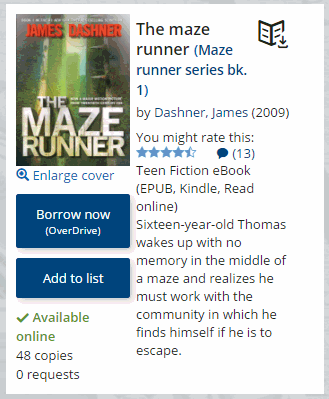 JAMES DASHNER
THE
MAZE
RUNNER
Enlarge cover
Borrow now
(OverDrive)
Add to list
Available
online
48 copies
0 requests
The maze
runner (Maze
runner series bk.
1)
by Dashner, James (2009)
You might rate this:
(13)
Teen Fiction eBook
(EPUB, Kindle, Read
online)
Sixteen-year-old Thomas
wakes up with no
memory in the middle of
a maze and realizes he
must work with the
community in which he
finds himself if he is to
escape.